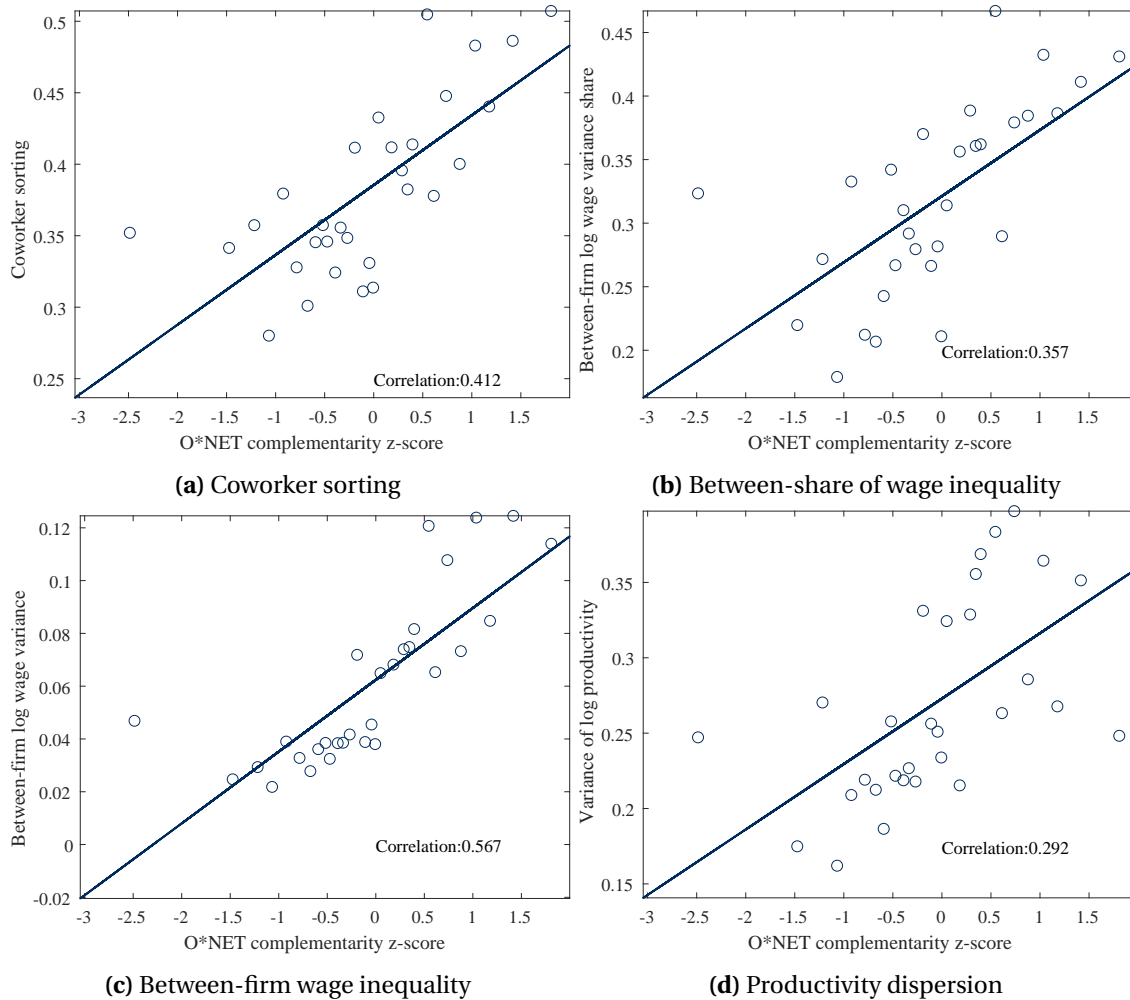 0.5
0.45
0.4
0.35
0.3
0.25
Coworker sorting
Correlation:0.412
-3 -2.5 -2 -1.5 -1 -0.5 0 0.5 1 1.5
O*NET complementarity z-score
(a) Coworker sorting
0.45
0.4
0.35
0.3
0.25
0.2
Between-firm log wage variance share
Correlation:0.357
-3 -2.5 -2 -1.5 -1 -0.5 0 0.5 1 1.5
O*NET complementarity z-score
(b) Between-share of wage inequality
0.12
0.1
0.08
0.06
0.04
0.02
0
-0.02
Between-firm log wage variance
Correlation:0.567
-3 -2.5 -2 -1.5 -1 -0.5 0 0.5 1 1.5
O*NET complementarity z-score
(c) Between-firm wage inequality
0.35
0.3
0.25
0.2
0.15
Variance of log productivity
Correlation:0.292
-3 -2.5 -2 -1.5 -1 -0.5 0 0.5 1 1.5
O*NET complementarity z-score
(d) Productivity dispersion